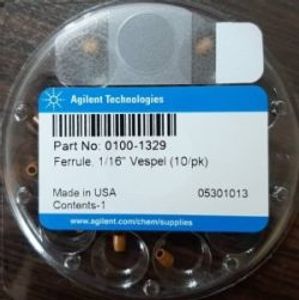 Agilent Technologies
Part No: 0100-1329
Ferrule, 1/16" Vespel (10/pk)
Made in USA 05301013
Contents-1
www.agilent.com/chem/supplies